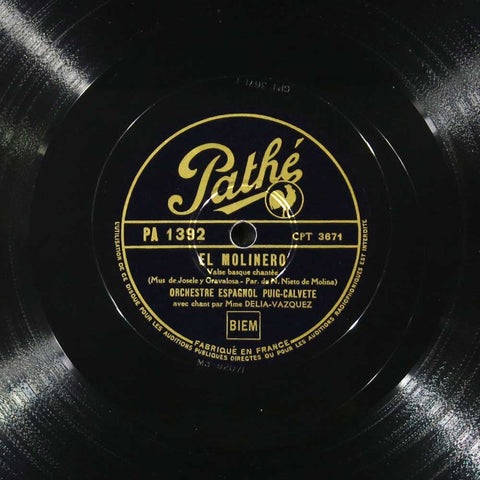 CPT 3671
Pathé
PA 1392
CPT 3671
EL MOLINERO
Valse basque chantée
(Mus de Josele y Oravalosa - Par. de N. Nieto de Molina)
ORCHESTRE ESPAGNOL PUIG-CALVETE
avec chant par Mme DELIA-VAZQUEZ
BIEM
FABRIQUÉ EN FRANCE
L'UTILISATION DE CE DISQUE POUR LES AUDITIONS PUBLIQUES DIRECTES OU POUR LES AUDITIONS RADIOPHONIQUES EST INTERDITE